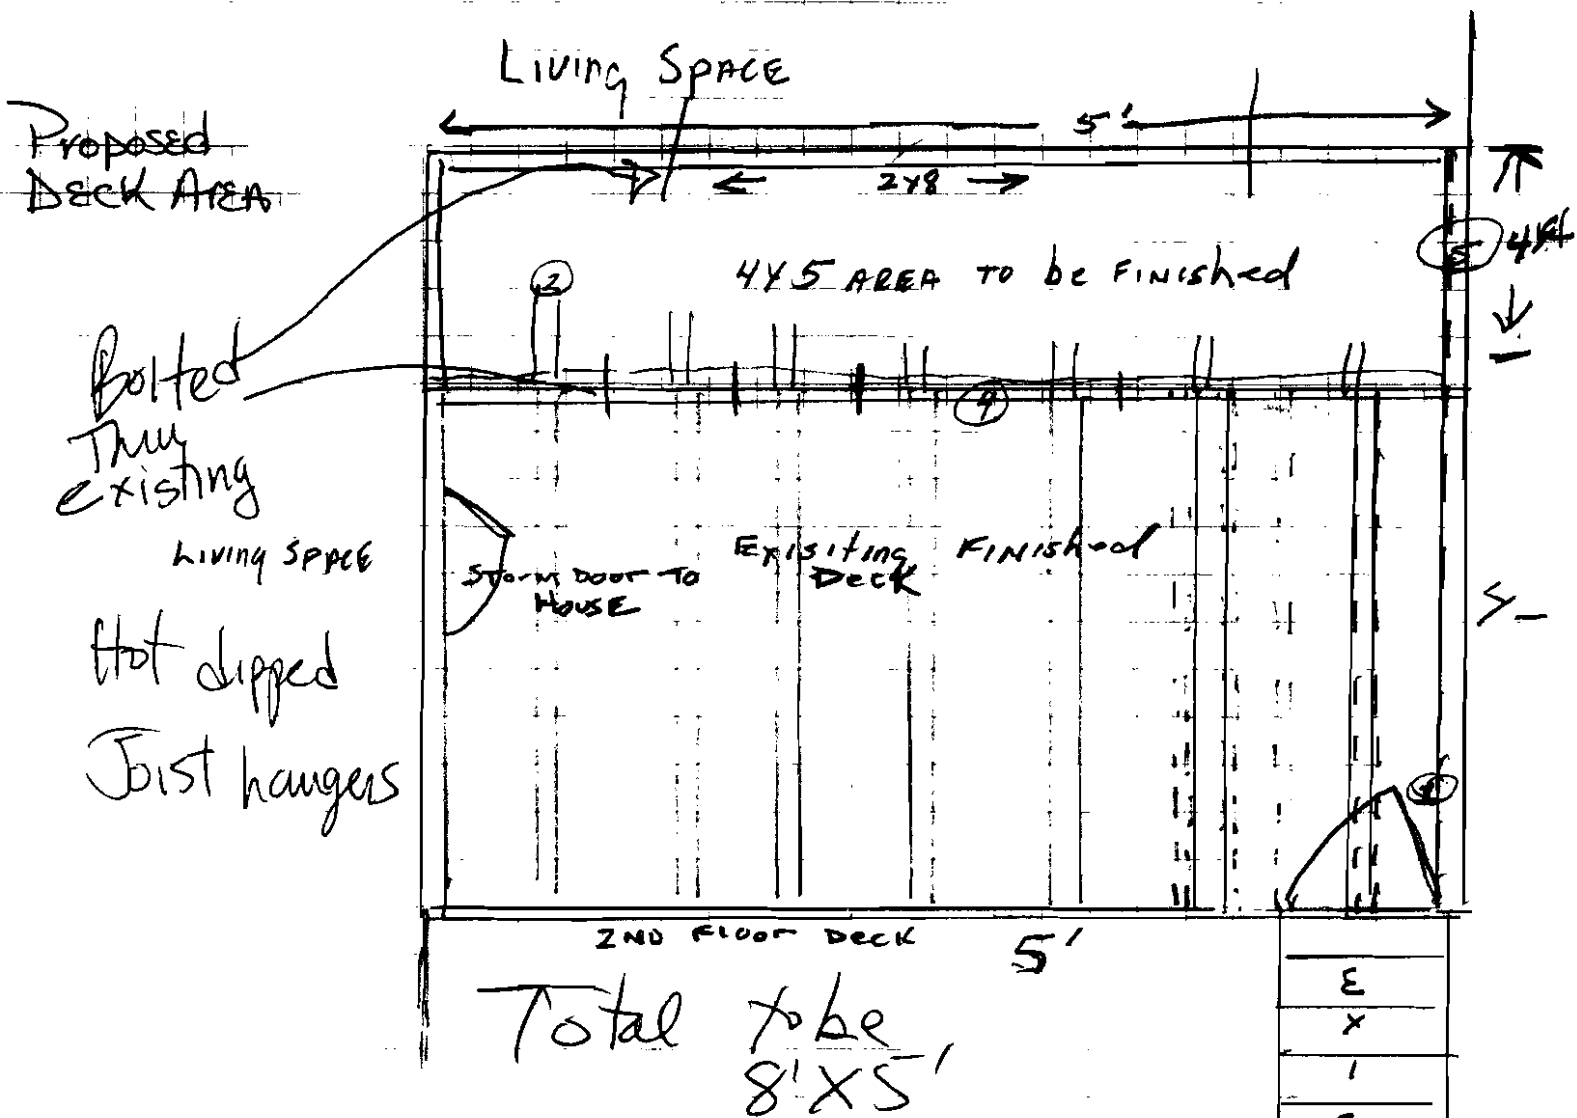 Living SPACE
Proposed
DECK AREA
5'
2x8
4x5 AREA TO be FINIShed
2
5
Bolted
Thru
existing
Living SPACE
Hot dipped
Joist hangers
Storm Door To
HOUSE
Exisiting FINIShed
DECK
2ND FLOOR DECK
5'
Total to be
8'X5'
E
X
I